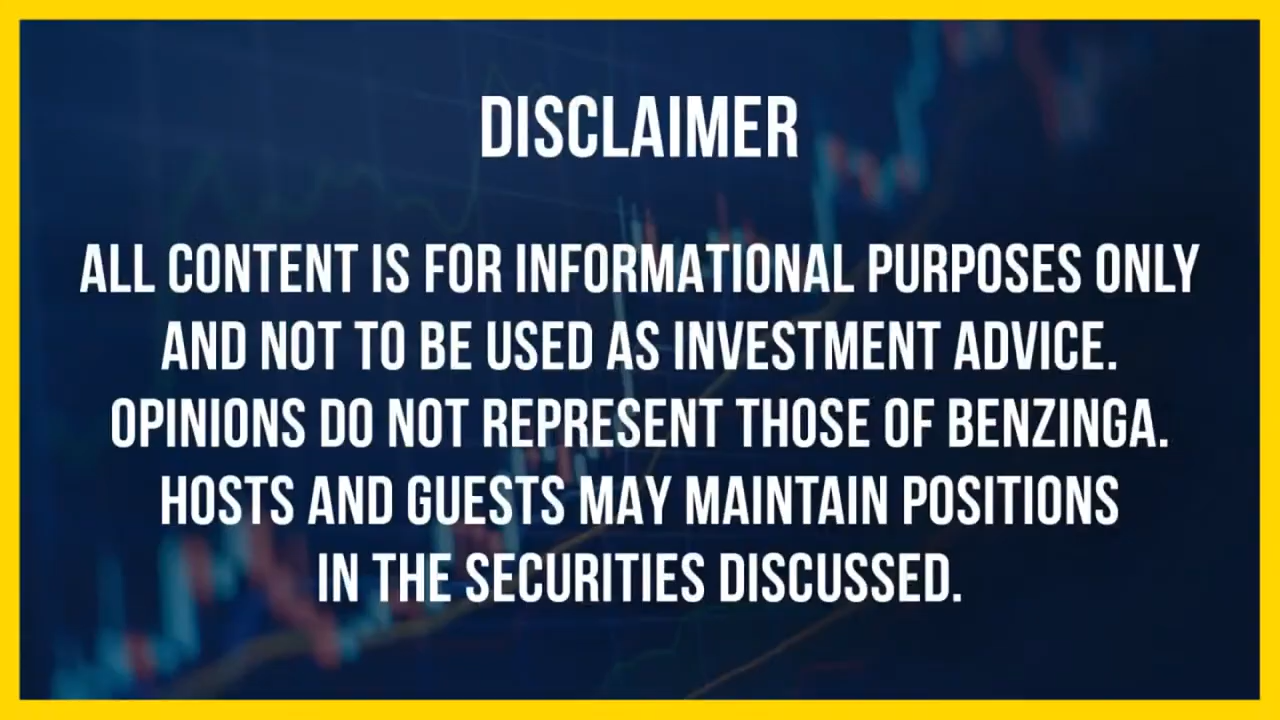 DISCLAIMER
ALL CONTENT IS FOR INFORMATIONAL PURPOSES ONLY
AND NOT TO BE USED AS INVESTMENT ADVICE.
OPINIONS DO NOT REPRESENT THOSE OF BENZINGA.
HOSTS AND GUESTS MAY MAINTAIN POSITIONS
IN THE SECURITIES DISCUSSED.